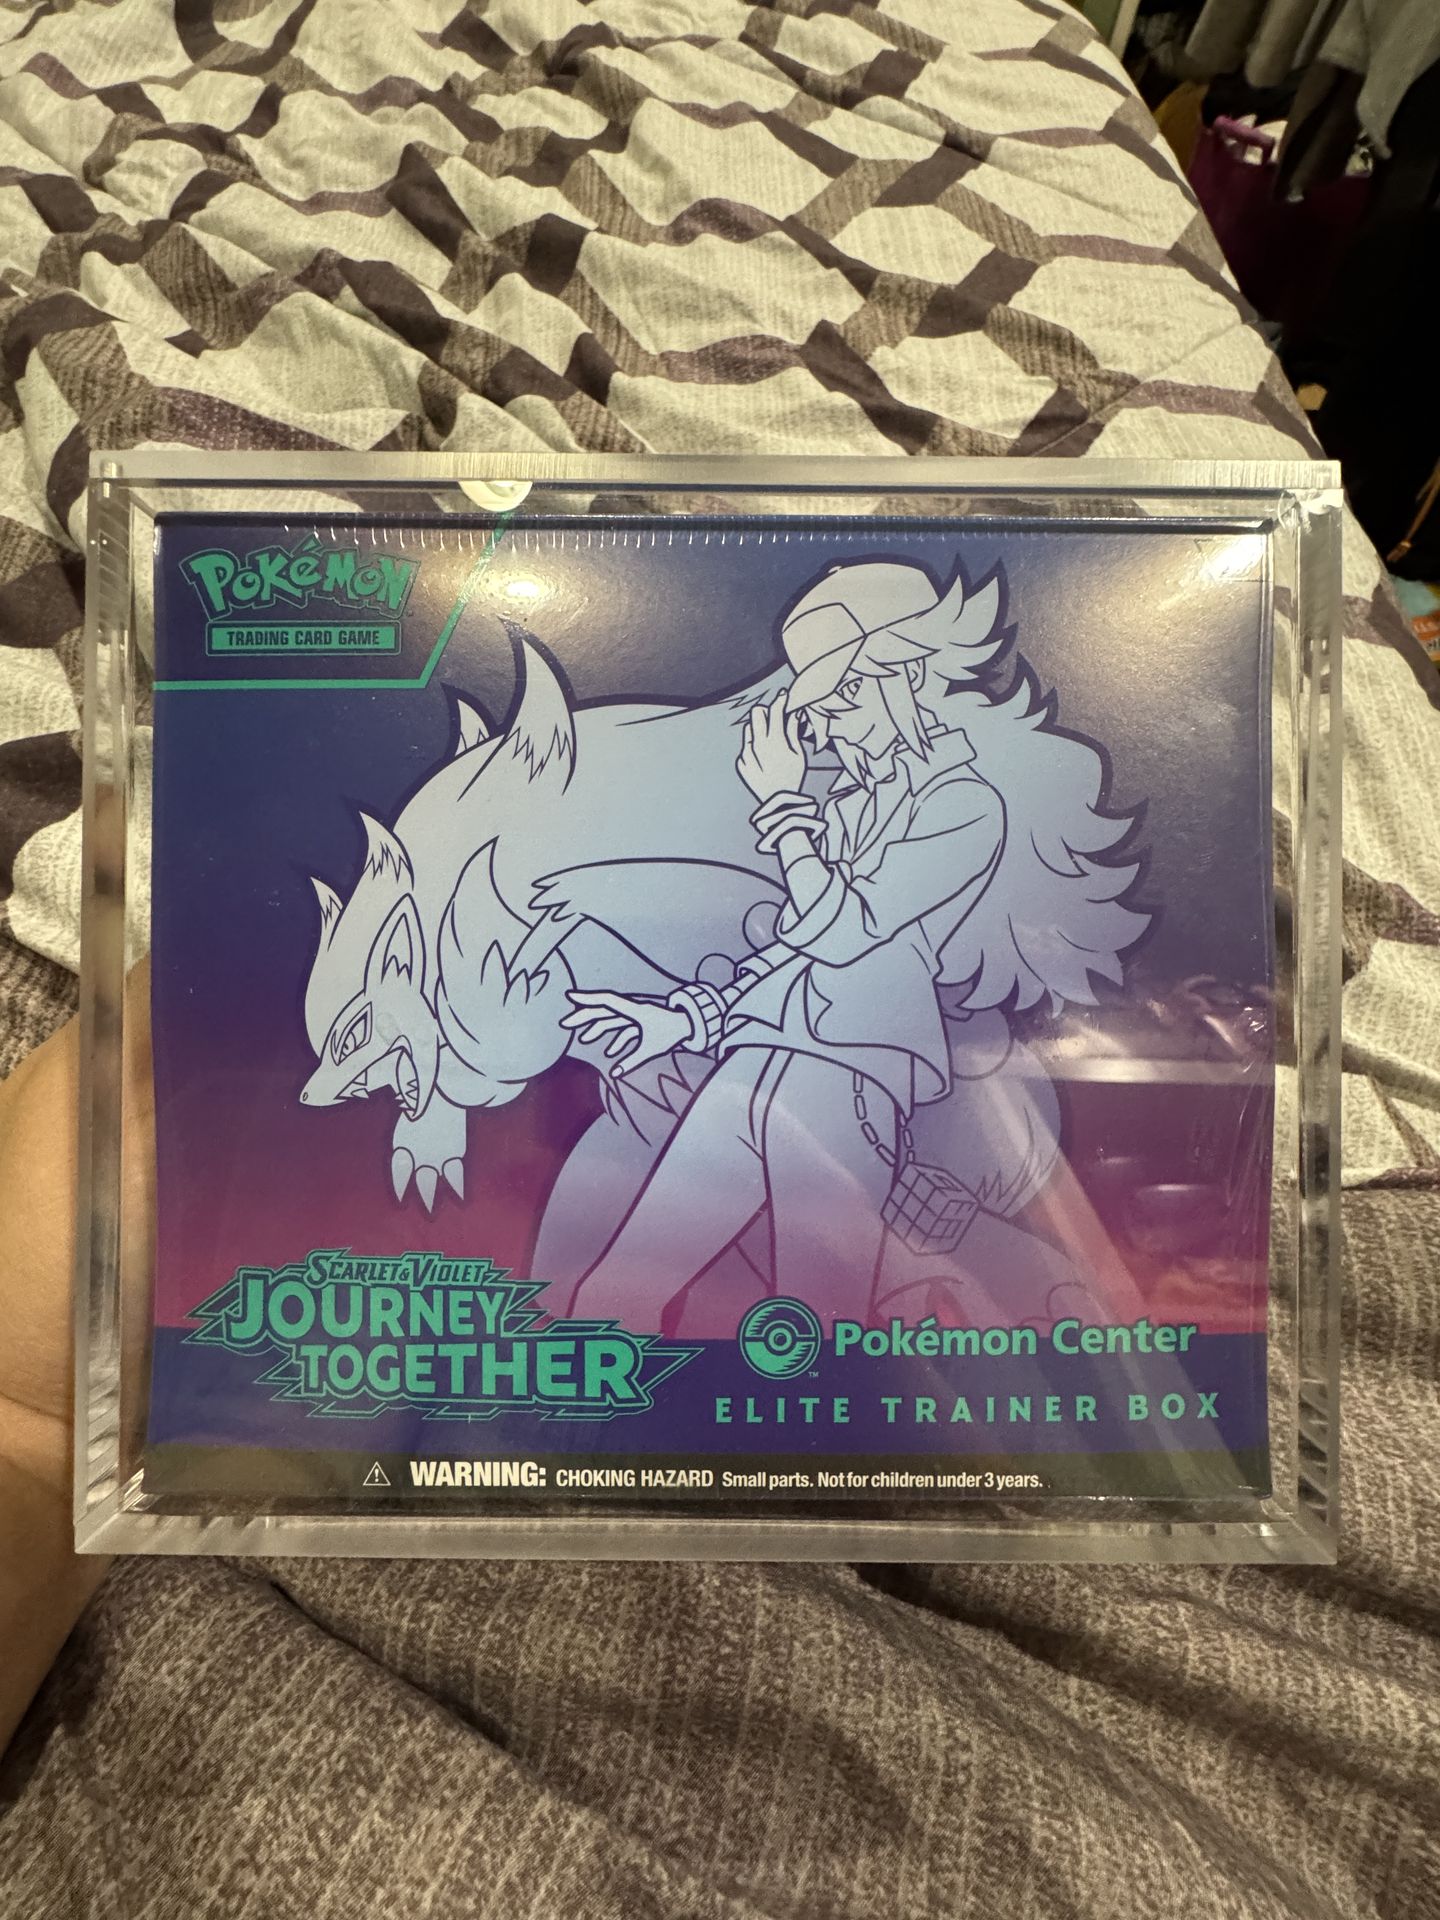 POKéMON
TRADING CARD GAME
SCARLET & VIOLET
JOURNEY
TOGETHER
Pokémon Center
™
ELITE TRAINER BOX
WARNING: CHOKING HAZARD Small parts. Not for children under 3 years.